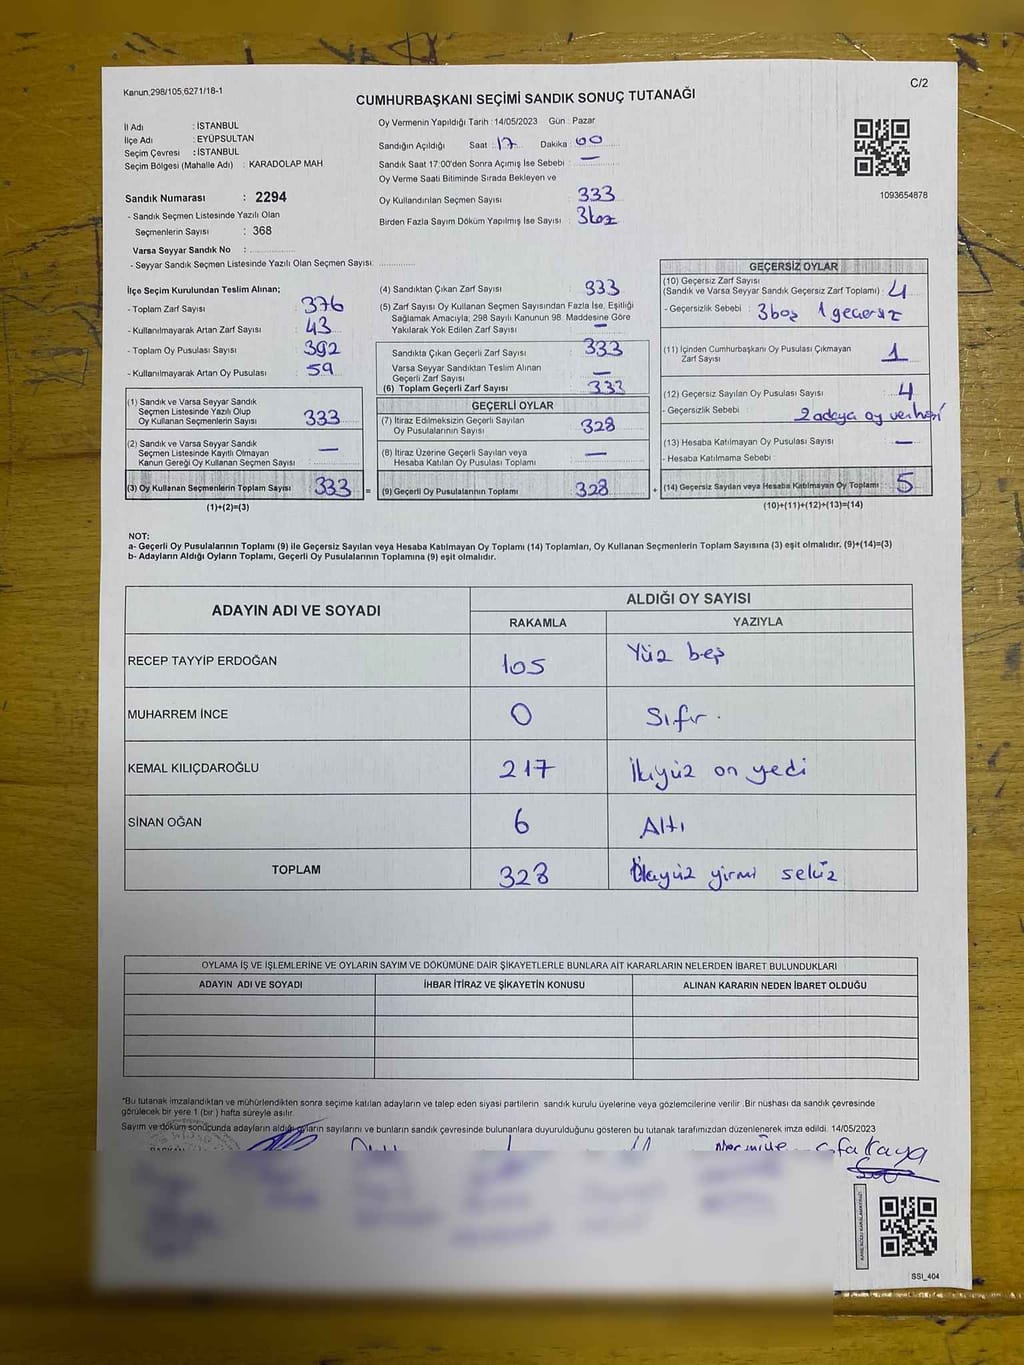 Kanun.298/105,6271/18-1
C/2
CUMHURBAŞKANI SEÇİMİ SANDIK SONUÇ TUTANAĞI
İl Adı : İSTANBUL
İlçe Adı : EYÜPSULTAN
Seçim Çevresi : İSTANBUL
Seçim Bölgesi (Mahalle Adı) : KARADOLAP MAH
Sandık Numarası : 2294
- Sandık Seçmen Listesinde Yazılı Olan
Seçmenlerin Sayısı : 368
Varsa Seyyar Sandık No :
- Seyyar Sandık Seçmen Listesinde Yazılı Olan Seçmen Sayısı:
Oy Vermenin Yapıldığı Tarih : 14/05/2023 Gün : Pazar
Sandığın Açıldığı Saat : 17 Dakika : 00
Sandık Saat 17:00'den Sonra Açımış İse Sebebi : —
Oy Verme Saati Bitiminde Sırada Bekleyen ve
Oy Kullandırılan Seçmen Sayısı : 333
Birden Fazla Sayım Döküm Yapılmış İse Sayısı : 3 boz
1093654878
İlçe Seçim Kurulundan Teslim Alınan;
- Toplam Zarf Sayısı : 376
- Kullanılmayarak Artan Zarf Sayısı : 43
- Toplam Oy Pusulası Sayısı : 392
- Kullanılmayarak Artan Oy Pusulası : 59
(1) Sandık ve Varsa Seyyar Sandık
Seçmen Listesinde Yazılı Olup
Oy Kullanan Seçmenlerin Sayısı : 333
(2) Sandık ve Varsa Seyyar Sandık
Seçmen Listesinde Kayıtlı Olmayan
Kanun Gereği Oy Kullanan Seçmen Sayısı : —
(3) Oy Kullanan Seçmenlerin Toplam Sayısı : 333 =
(1)+(2)=(3)
(4) Sandıktan Çıkan Zarf Sayısı : 333
(5) Zarf Sayısı Oy Kullanan Seçmen Sayısından Fazla İse, Eşitliği
Sağlamak Amacıyla; 298 Sayılı Kanunun 98. Maddesine Göre
Yakılarak Yok Edilen Zarf Sayısı : —
Sandıkta Çıkan Geçerli Zarf Sayısı : 333
Varsa Seyyar Sandıktan Teslim Alınan
Geçerli Zarf Sayısı : —
(6) Toplam Geçerli Zarf Sayısı : 333
GEÇERLİ OYLAR
(7) İtiraz Edilmeksizin Geçerli Sayılan
Oy Pusulalarının Sayısı : 328
(8) İtiraz Üzerine Geçerli Sayılan veya
Hesaba Katılan Oy Pusulası Toplamı : —
(9) Geçerli Oy Pusulalarının Toplamı : 328 +
GEÇERSİZ OYLAR
(10) Geçersiz Zarf Sayısı
(Sandık ve Varsa Seyyar Sandık Geçersiz Zarf Toplamı) : 4
- Geçersizlik Sebebi : 3 boş 1 geçersiz
(11) İçinden Cumhurbaşkanı Oy Pusulası Çıkmayan
Zarf Sayısı : 1
(12) Geçersiz Sayılan Oy Pusulası Sayısı : 4
- Geçersizlik Sebebi : 2 adaya oy verilmesi
(13) Hesaba Katılmayan Oy Pusulası Sayısı : —
- Hesaba Katılmama Sebebi :
(14) Geçersiz Sayılan veya Hesaba Katılmayan Oy Toplamı : 5
(10)+(11)+(12)+(13)=(14)
NOT:
a- Geçerli Oy Pusulalarının Toplamı (9) ile Geçersiz Sayılan veya Hesaba Katılmayan Oy Toplamı (14) Toplamları, Oy Kullanan Seçmenlerin Toplam Sayısına (3) eşit olmalıdır. (9)+(14)=(3)
b- Adayların Aldığı Oyların Toplamı, Geçerli Oy Pusulalarının Toplamına (9) eşit olmalıdır.
ADAYIN ADI VE SOYADI ALDIĞI OY SAYISI
RAKAMLA YAZIYLA
RECEP TAYYİP ERDOĞAN 105 Yüz beş
MUHARREM İNCE 0 Sıfır.
KEMAL KILIÇDAROĞLU 217 İkiyüz on yedi
SİNAN OĞAN 6 Altı
TOPLAM 328 yirmi sekiz
OYLAMA İŞ VE İŞLEMLERİNE VE OYLARIN SAYIM VE DÖKÜMÜNE DAİR ŞİKAYETLERLE BUNLARA AİT KARARLARIN NELERDEN İBARET BULUNDUKLARI
ADAYIN ADI VE SOYADI İHBAR İTİRAZ VE ŞİKAYETİN KONUSU ALINAN KARARIN NEDEN İBARET OLDUĞU
"Bu tutanak imzalandıktan ve mühürlendikten sonra seçime katılan adayların ve talep eden siyasi partilerin sandık kurulu üyelerine veya gözlemcilerine verilir .Bir nüshası da sandık çevresinde
görülecek bir yere 1 (bir) hafta süreyle asılır.
Sayım ve döküm sonucunda adayların aldığı oyların sayılarını ve bunların sandık çevresinde bulunanlara duyurulduğunu gösteren bu tutanak tarafımızdan düzenlenerek imza edildi. 14/05/2023
SSI_404